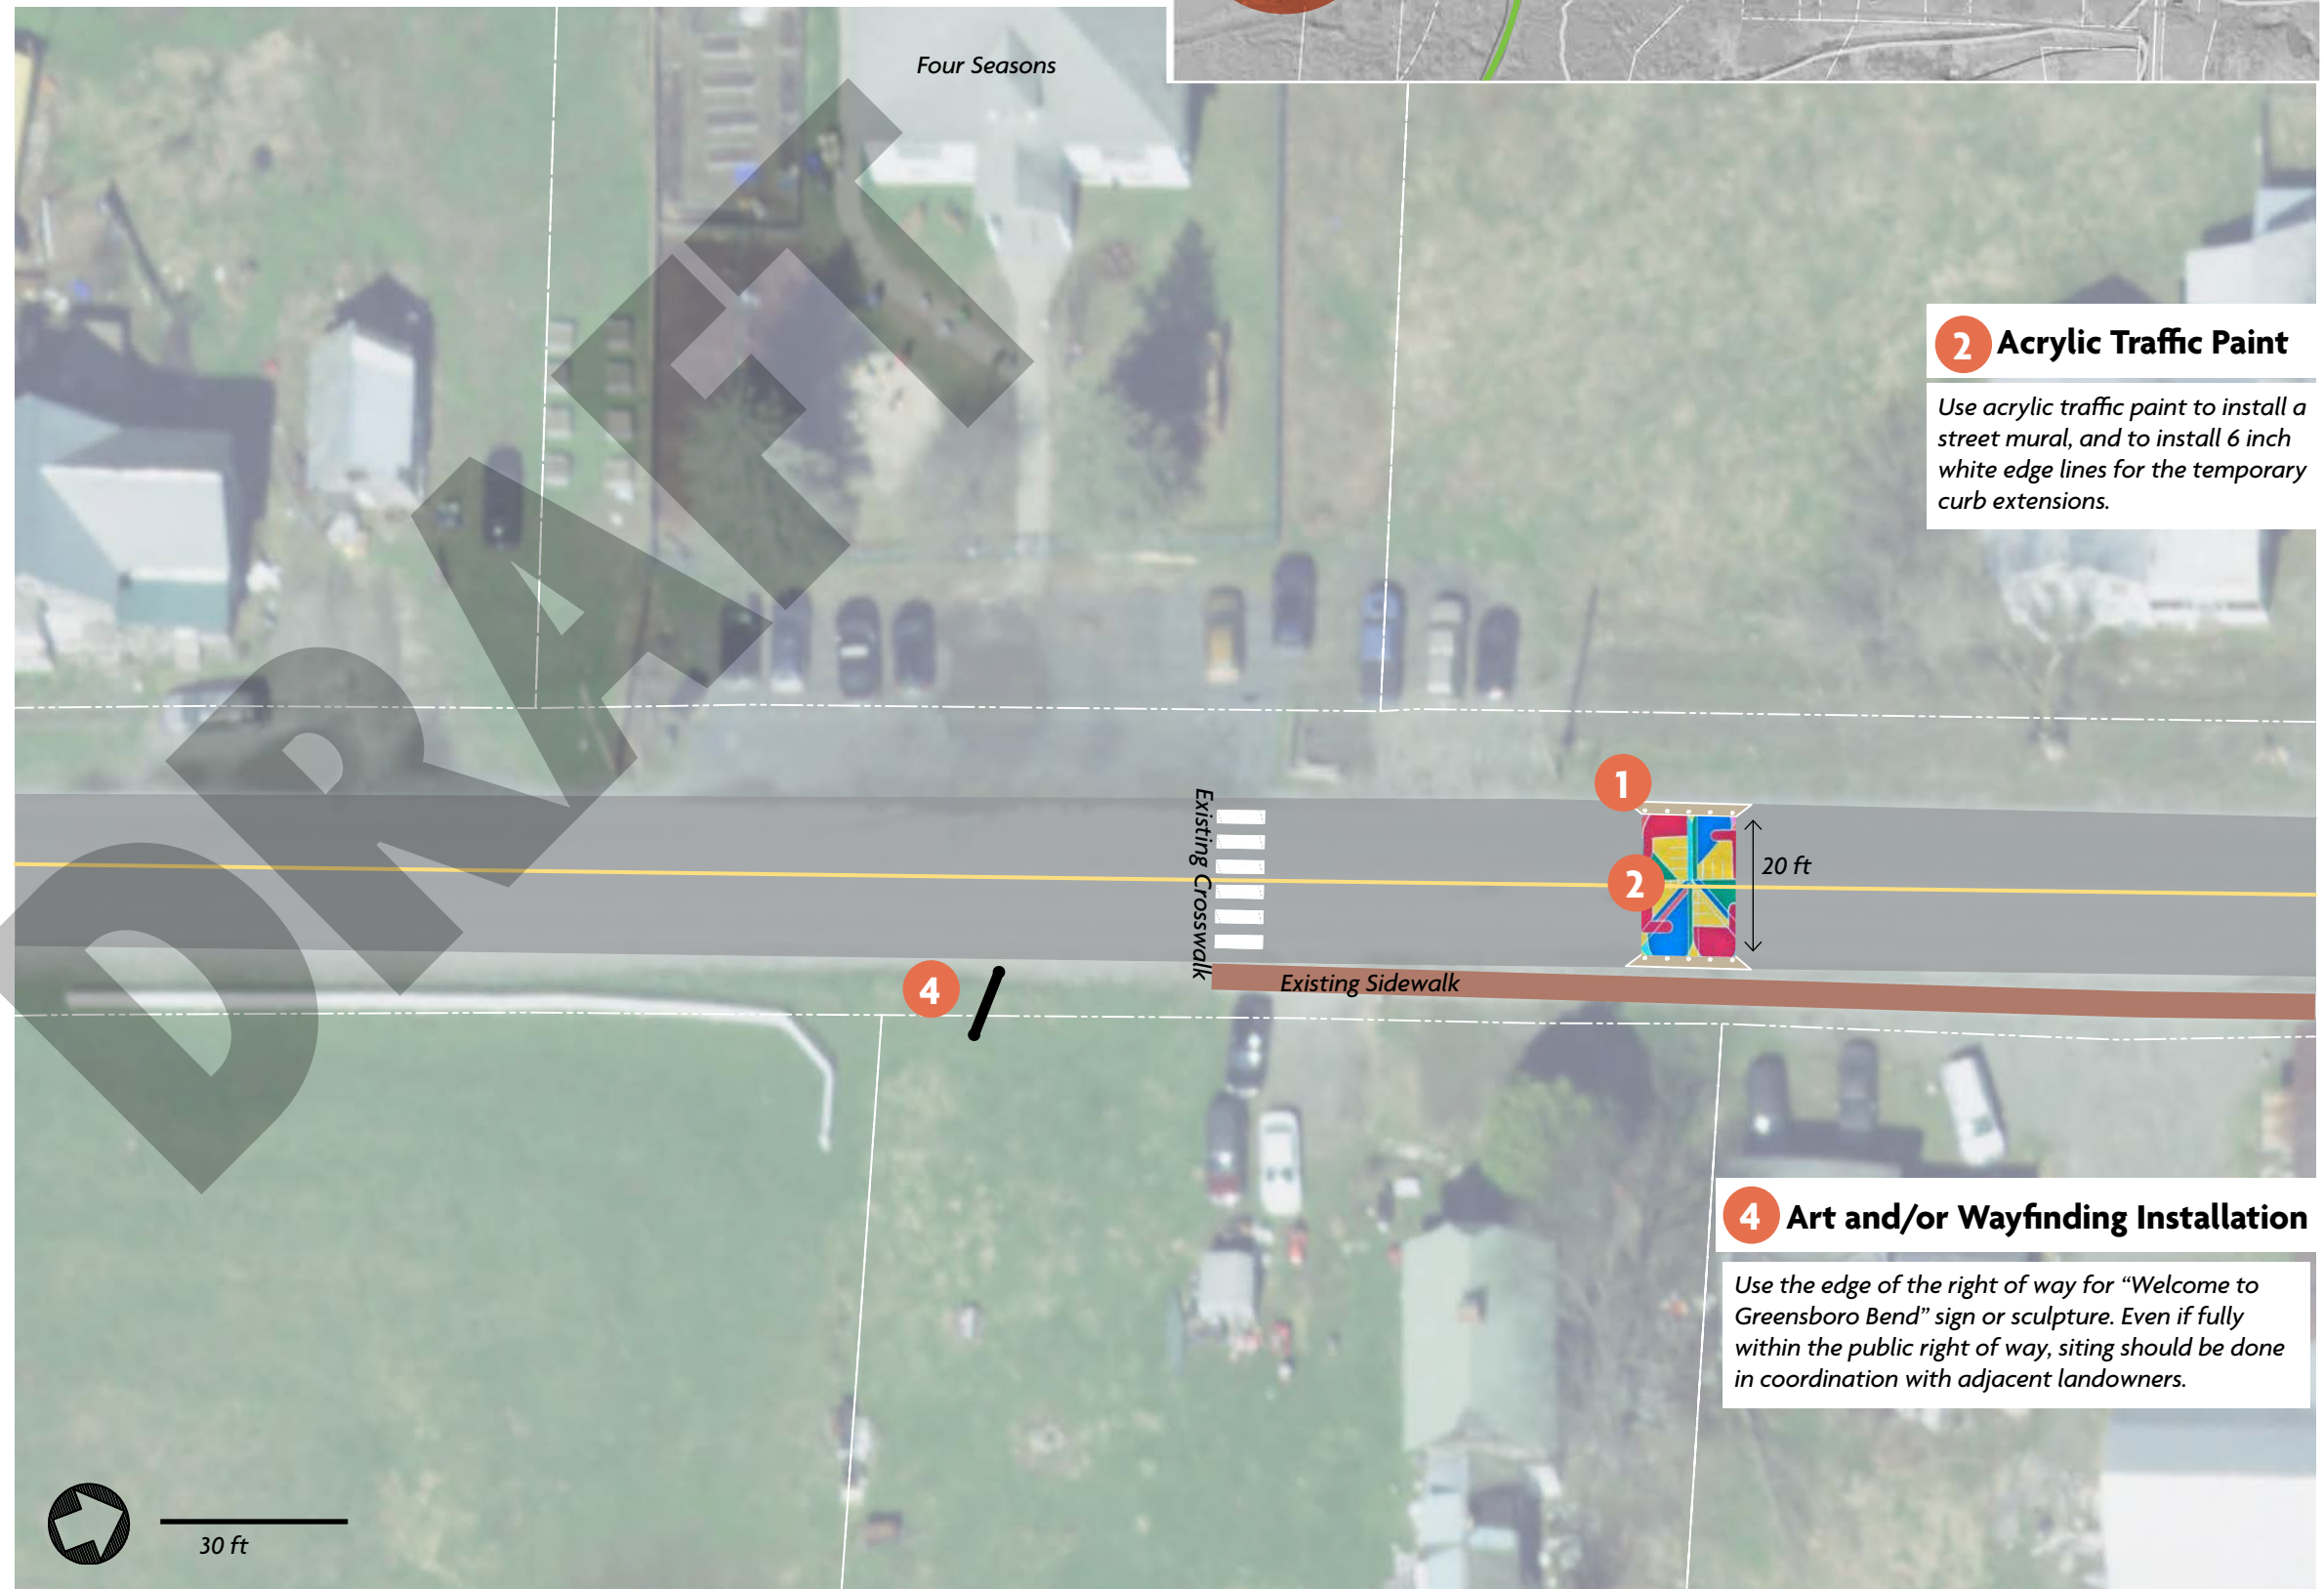 Four Seasons
2 Acrylic Traffic Paint
Use acrylic traffic paint to install a
street mural, and to install 6 inch
white edge lines for the temporary
curb extensions.
DRAFT
1
Existing Crosswalk
2
20 ft
4
Existing Sidewalk
4 Art and/or Wayfinding Installation
Use the edge of the right of way for “Welcome to
Greensboro Bend” sign or sculpture. Even if fully
within the public right of way, siting should be done
in coordination with adjacent landowners.
30 ft